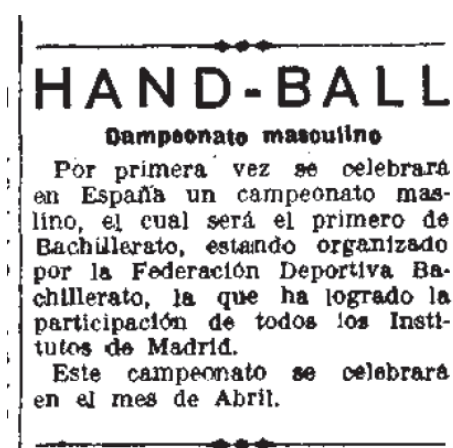 HAND-BALL
Campeonato masculino
Por primera vez se celebrará
en España un campeonato mas-
lino, el cual será el primero de
Bachillerato, estando organizado
por la Federación Deportiva Ba-
chillerato, la que ha logrado la
participación de todos los Insti-
tutos de Madrid.
Este campeonato se celebrará
en el mes de Abril.